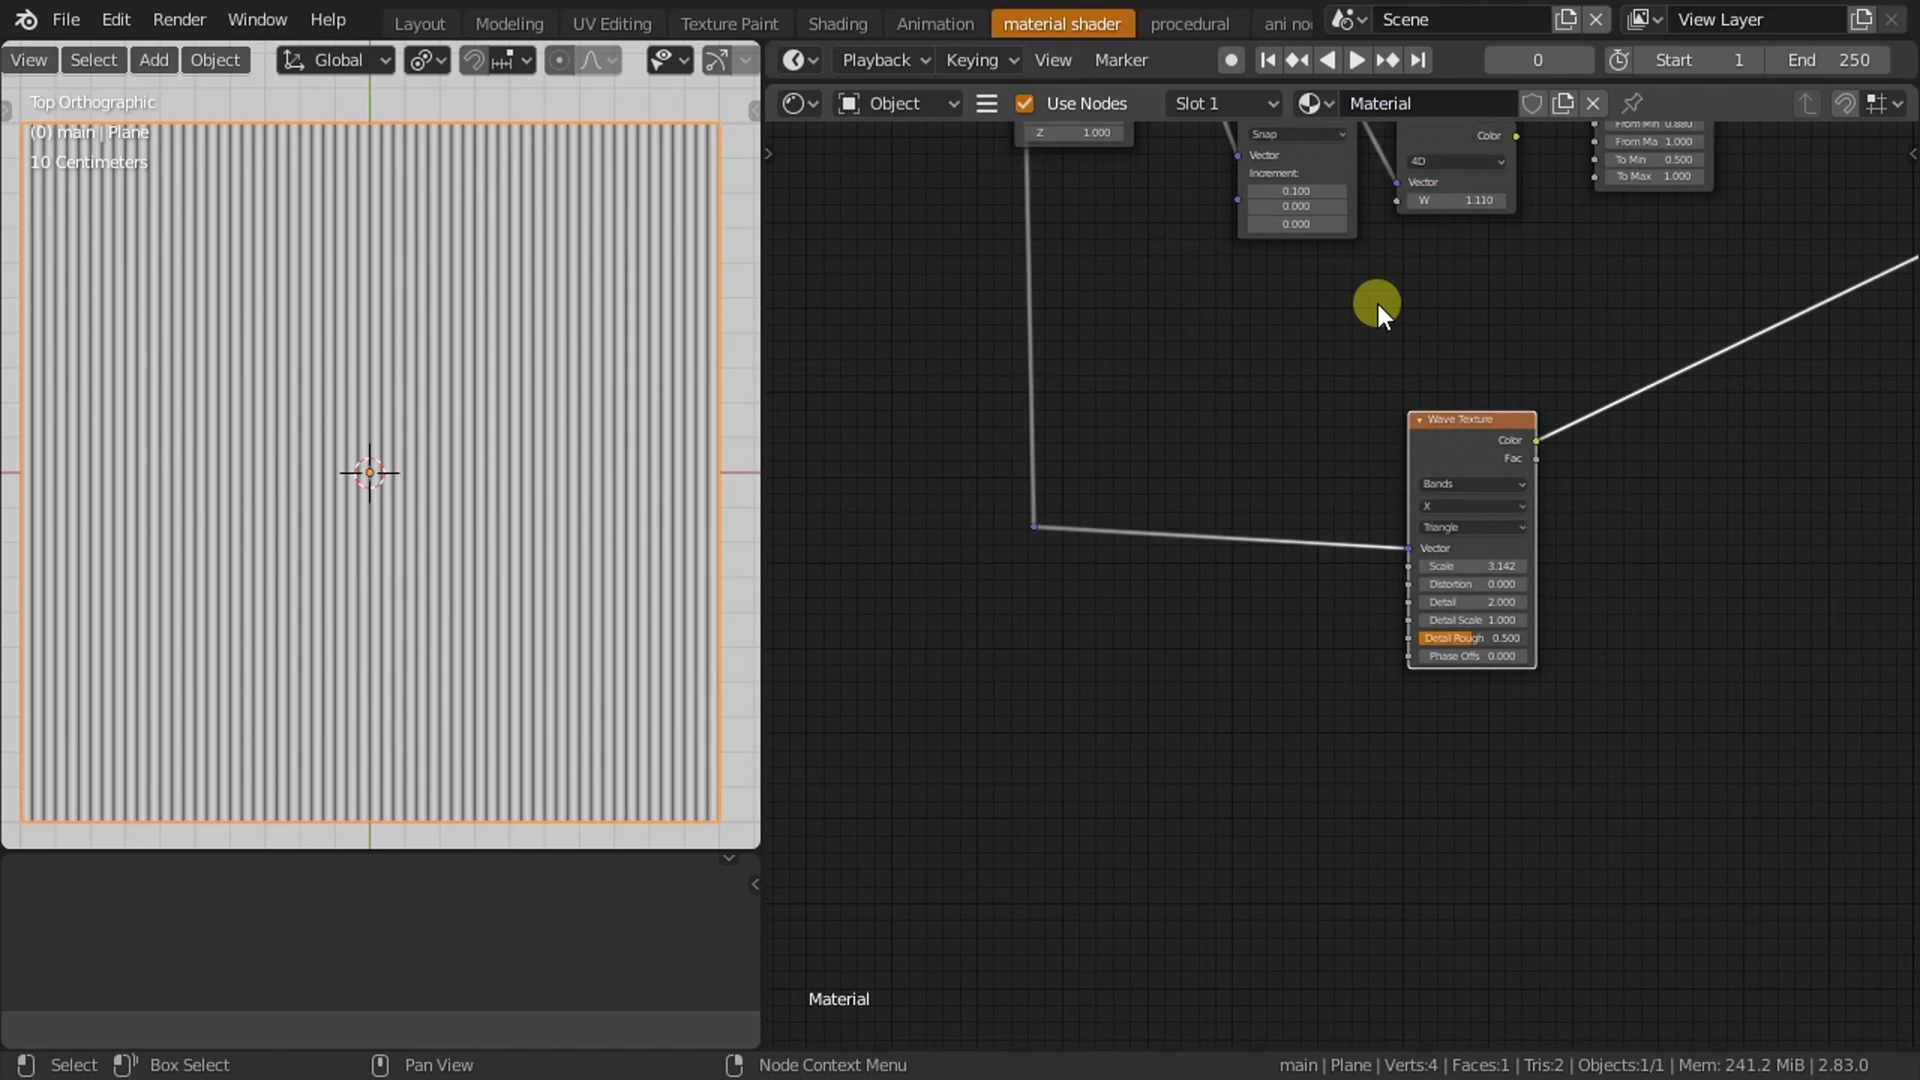 File Edit Render Window Help
Layout Modeling UV Editing Texture Paint Shading Animation material shader procedural ani no
Scene
View Layer
View Select Add Object Global
Playback Keying View Marker
0
Start 1 End 250
Top Orthographic
(0) main | Plane
10 Centimeters
Object
Use Nodes
Slot 1
Material
Z 1.000
Snap
Vector
Increment:
0.100
0.000
0.000
Color
4D
Vector
W 1.110
From Min 0.880
From Ma 1.000
To Min 0.500
To Max 1.000
Wave Texture
Color
Fac
Bands
X
Triangle
Vector
Scale 3.142
Distortion 0.000
Detail 2.000
Detail Scale 1.000
Detail Rough 0.500
Phase Offs 0.000
Material
Select Box Select Pan View Node Context Menu
main | Plane | Verts:4 | Faces:1 | Tris:2 | Objects:1/1 | Mem: 241.2 MiB | 2.83.0